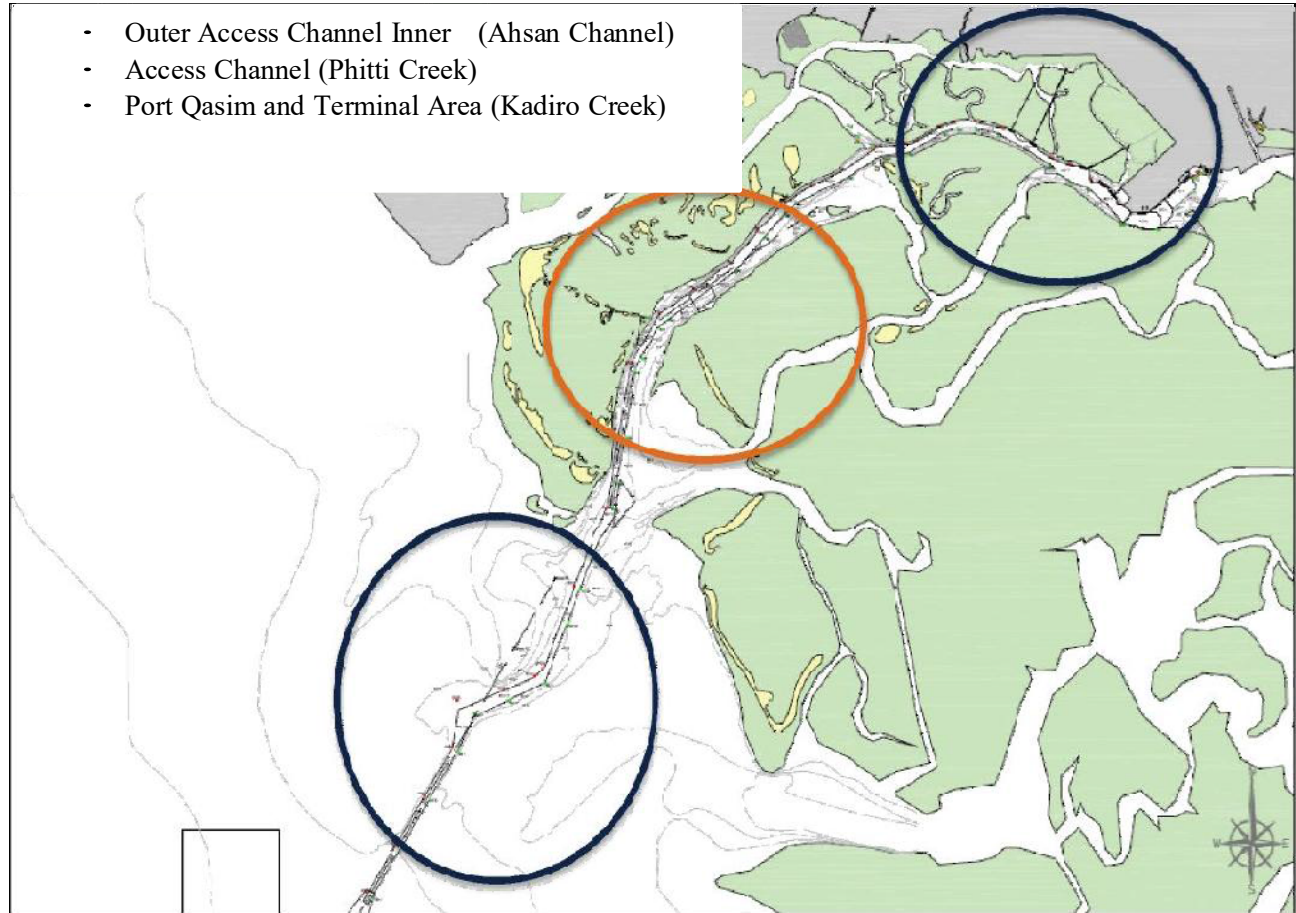 - Outer Access Channel Inner (Ahsan Channel)
- Access Channel (Phitti Creek)
- Port Qasim and Terminal Area (Kadiro Creek)
W E
S